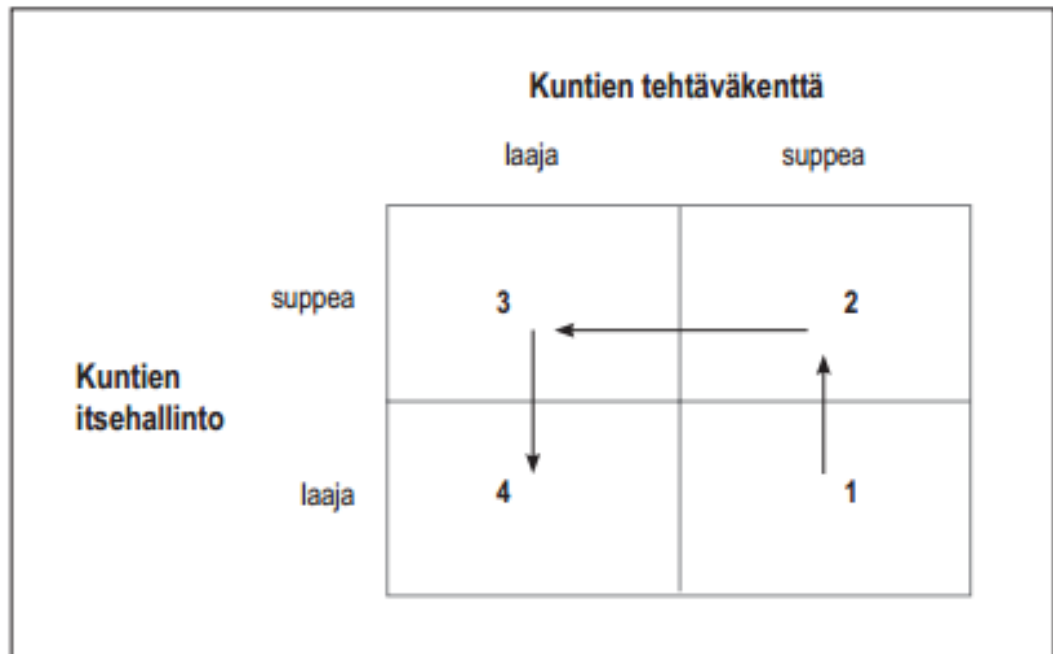 Kuntien tehtäväkenttä
laaja suppea
suppea 3 2
Kuntien
itsehallinto
laaja 4 1